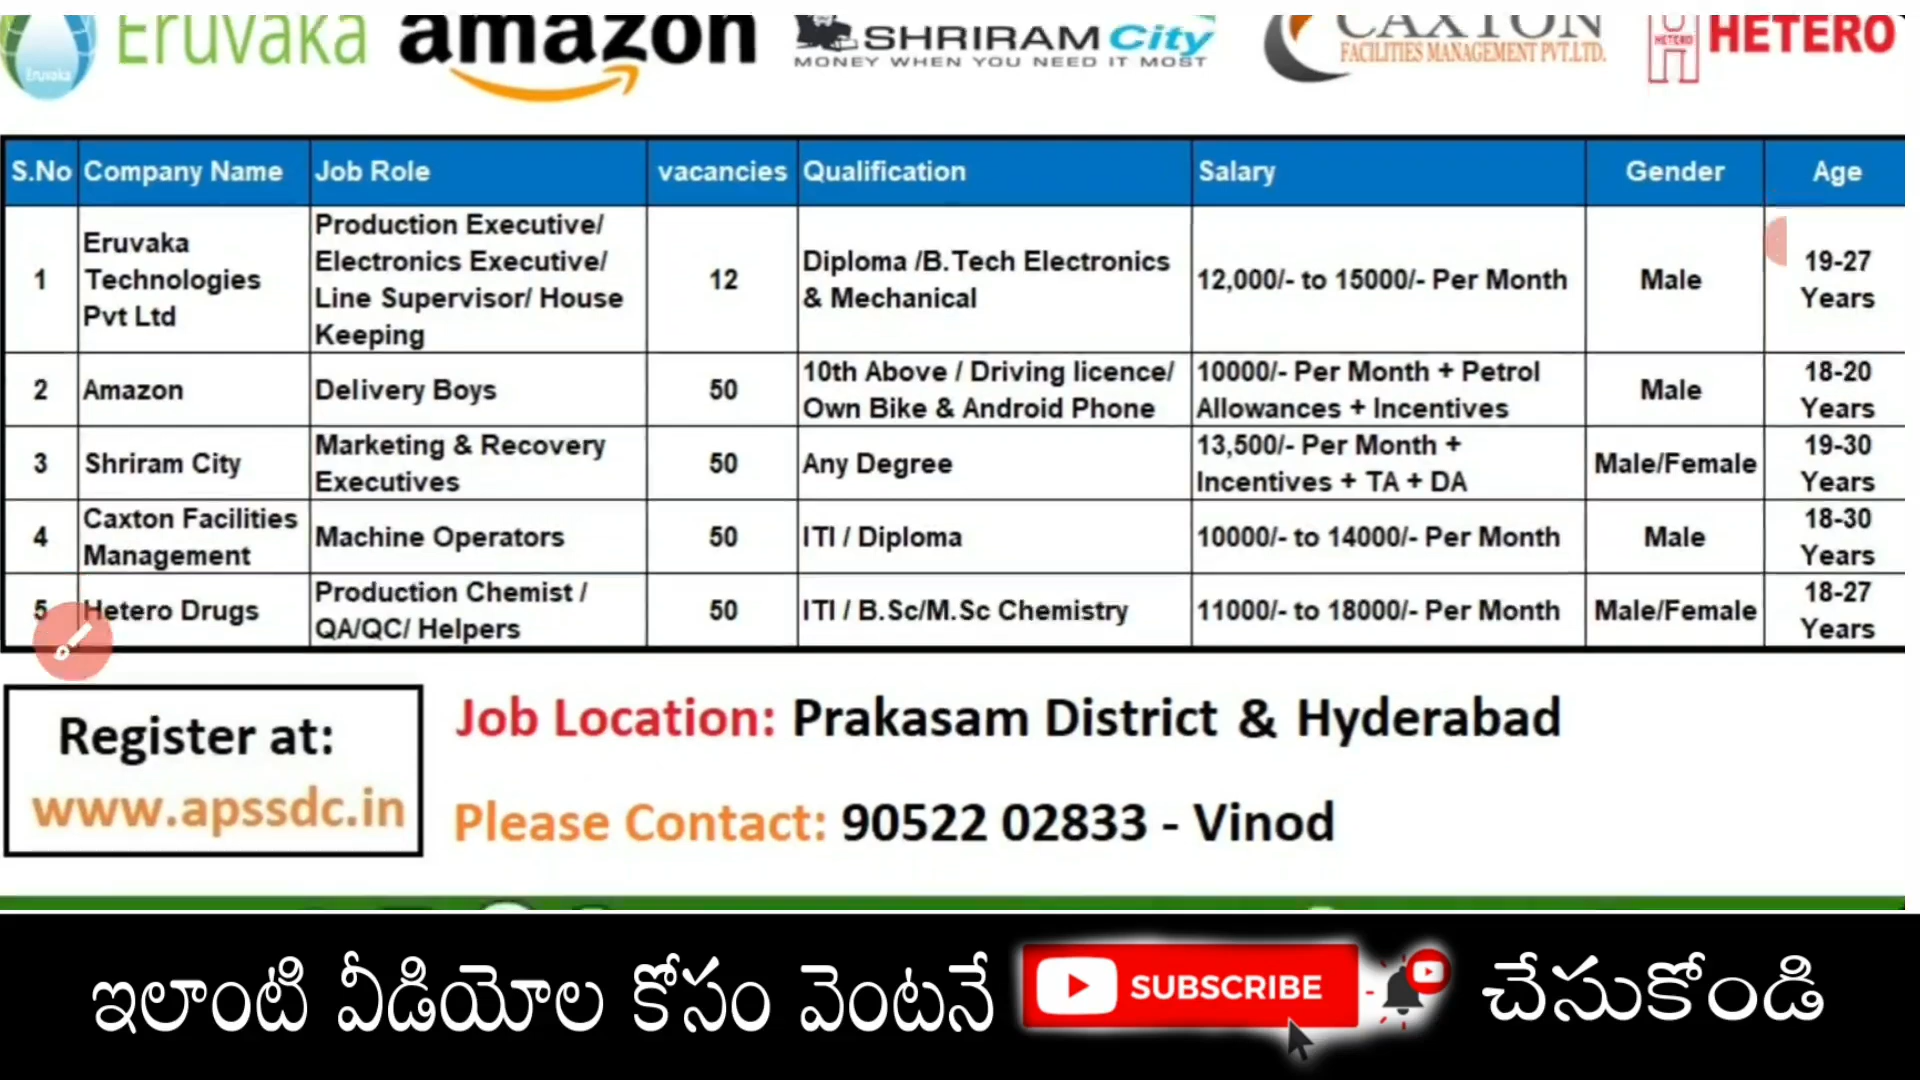 Eruvaka
Eruvaka
amazon
SHRIRAM City
MONEY WHEN YOU NEED IT MOST
CAXTON
FACILITIES MANAGEMENT PVT.LTD.
HETERO
HETERO
S.No Company Name Job Role vacancies Qualification Salary Gender Age
1 Eruvaka Technologies Pvt Ltd Production Executive/ Electronics Executive/ Line Supervisor/ House Keeping 12 Diploma /B.Tech Electronics & Mechanical 12,000/- to 15000/- Per Month Male 19-27 Years
2 Amazon Delivery Boys 50 10th Above / Driving licence/ Own Bike & Android Phone 10000/- Per Month + Petrol Allowances + Incentives Male 18-20 Years
3 Shriram City Marketing & Recovery Executives 50 Any Degree 13,500/- Per Month + Incentives + TA + DA Male/Female 19-30 Years
4 Caxton Facilities Management Machine Operators 50 ITI / Diploma 10000/- to 14000/- Per Month Male 18-30 Years
5 Hetero Drugs Production Chemist / QA/QC/ Helpers 50 ITI / B.Sc/M.Sc Chemistry 11000/- to 18000/- Per Month Male/Female 18-27 Years
Register at:
www.apssdc.in
Job Location: Prakasam District & Hyderabad
Please Contact: 90522 02833 - Vinod
ఇలాంటి వీడియోల కోసం వెంటనే SUBSCRIBE చేసుకోండి